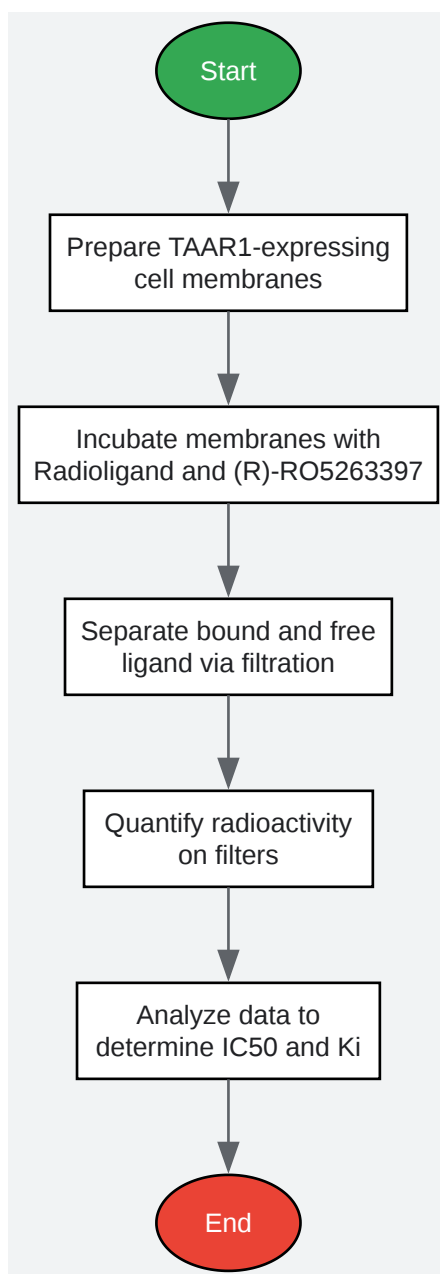 Start
Prepare TAAR1-expressing
cell membranes
Incubate membranes with
Radioligand and (R)-RO5263397
Separate bound and free
ligand via filtration
Quantify radioactivity
on filters
Analyze data to
determine IC50 and Ki
End